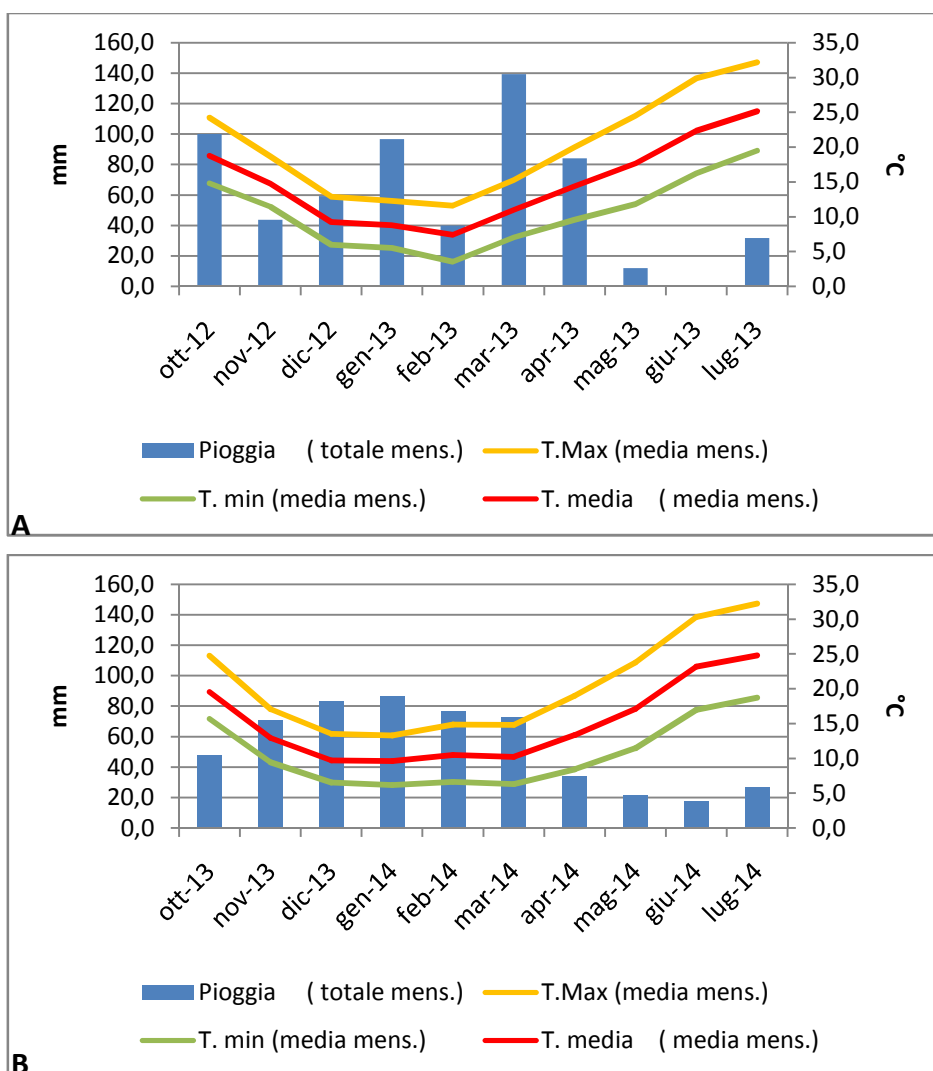 160,0 35,0
140,0 30,0
120,0 25,0
100,0 20,0
80,0 15,0
60,0 10,0
40,0 5,0
20,0 0,0
0,0
mm
°C
ott-12 nov-12 dic-12 gen-13 feb-13 mar-13 apr-13 mag-13 giu-13 lug-13
Pioggia ( totale mens.) T.Max (media mens.)
T. min (media mens.) T. media ( media mens.)
A
160,0 35,0
140,0 30,0
120,0 25,0
100,0 20,0
80,0 15,0
60,0 10,0
40,0 5,0
20,0 0,0
0,0
mm
°C
ott-13 nov-13 dic-13 gen-14 feb-14 mar-14 apr-14 mag-14 giu-14 lug-14
Pioggia ( totale mens.) T.Max (media mens.)
T. min (media mens.) T. media ( media mens.)
B